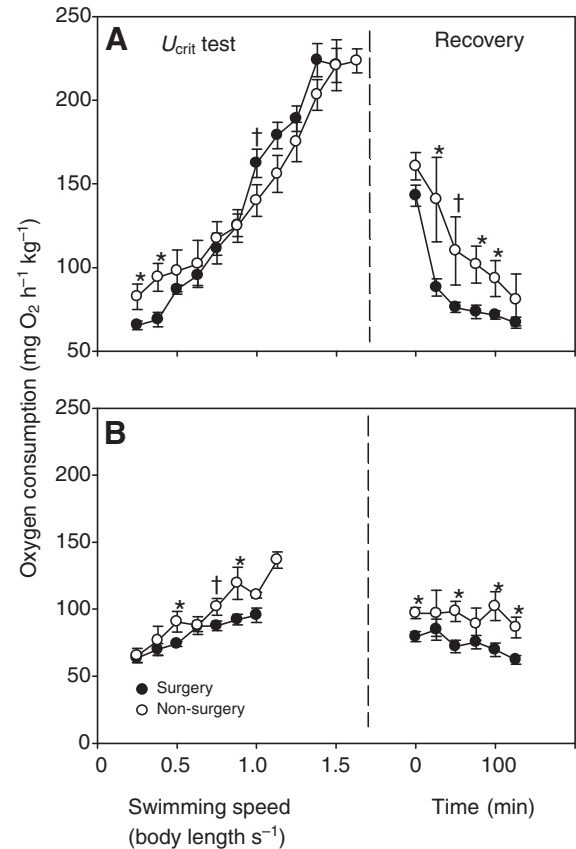 250
A
U_crit test
Recovery
200
†
*
150
†
* *
* *
100
50
Oxygen consumption (mg O₂ h⁻¹ kg⁻¹)
250
B
200
150
* † *
* * * *
100
50
Surgery
Non-surgery
0
0 0.5 1.0 1.5 0 100
Swimming speed
(body length s⁻¹)
Time (min)